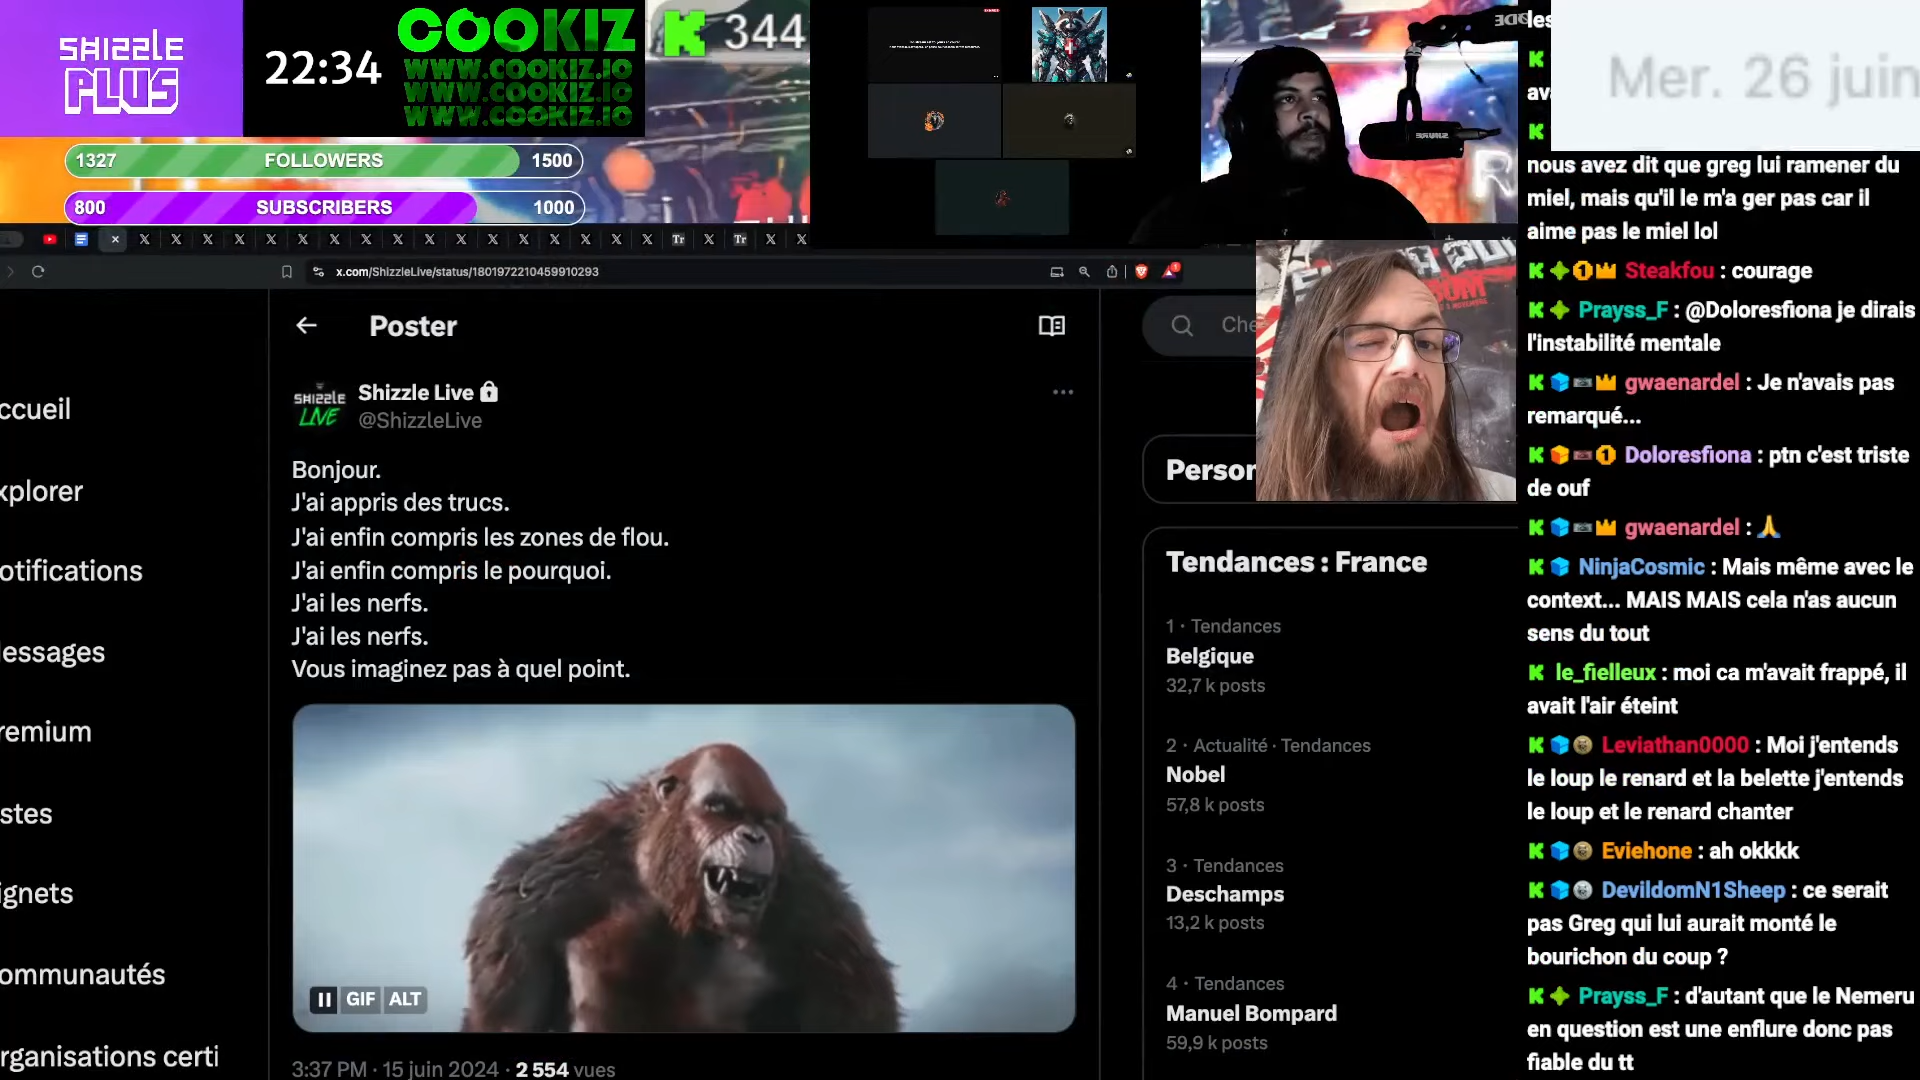 SHIZZLE
PLUS
22:34
COOKIZ
WWW.COOKIZ.IO
WWW.COOKIZ.IO
WWW.COOKIZ.IO
344
1327 FOLLOWERS 1500
800 SUBSCRIBERS 1000
x.com/ShizzleLive/status/1801972210459910293
Poster
SHIZZLE
LIVE
Shizzle Live
@ShizzleLive
Bonjour.
J'ai appris des trucs.
J'ai enfin compris les zones de flou.
J'ai enfin compris le pourquoi.
J'ai les nerfs.
J'ai les nerfs.
Vous imaginez pas à quel point.
GIF ALT
3:37 PM · 15 juin 2024 · 2 554 vues
ccueil
xplorer
otifications
essages
remium
stes
ignets
ommunautés
rganisations certi
Che
Person
Tendances : France
1 · Tendances
Belgique
32,7 k posts
2 · Actualité · Tendances
Nobel
57,8 k posts
3 · Tendances
Deschamps
13,2 k posts
4 · Tendances
Manuel Bompard
59,9 k posts
Mer. 26 juin
les
ava
nous avez dit que greg lui ramener du
miel, mais qu'il le m'a ger pas car il
aime pas le miel lol
Steakfou : courage
Prayss_F : @Doloresfiona je dirais
l'instabilité mentale
gwaenardel : Je n'avais pas
remarqué...
Doloresfiona : ptn c'est triste
de ouf
gwaenardel : 🙏
NinjaCosmic : Mais même avec le
context... MAIS MAIS cela n'as aucun
sens du tout
le_fielleux : moi ca m'avait frappé, il
avait l'air éteint
Leviathan0000 : Moi j'entends
le loup le renard et la belette j'entends
le loup et le renard chanter
Eviehone : ah okkkk
DevildomN1Sheep : ce serait
pas Greg qui lui aurait monté le
bourichon du coup ?
Prayss_F : d'autant que le Nemeru
en question est une enflure donc pas
fiable du tt